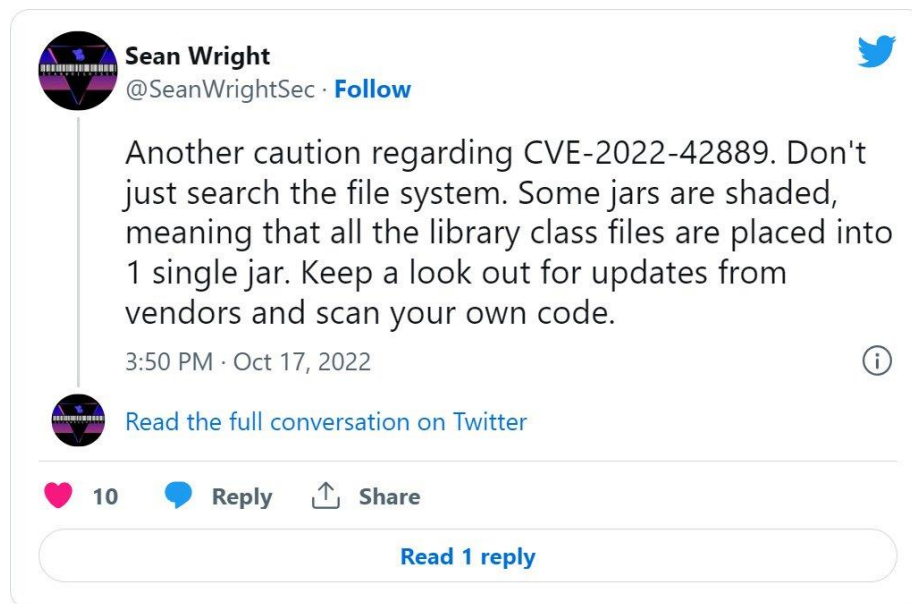 Sean Wright
@SeanWrightSec · Follow
Another caution regarding CVE-2022-42889. Don't
just search the file system. Some jars are shaded,
meaning that all the library class files are placed into
1 single jar. Keep a look out for updates from
vendors and scan your own code.
3:50 PM · Oct 17, 2022
Read the full conversation on Twitter
10 Reply Share
Read 1 reply